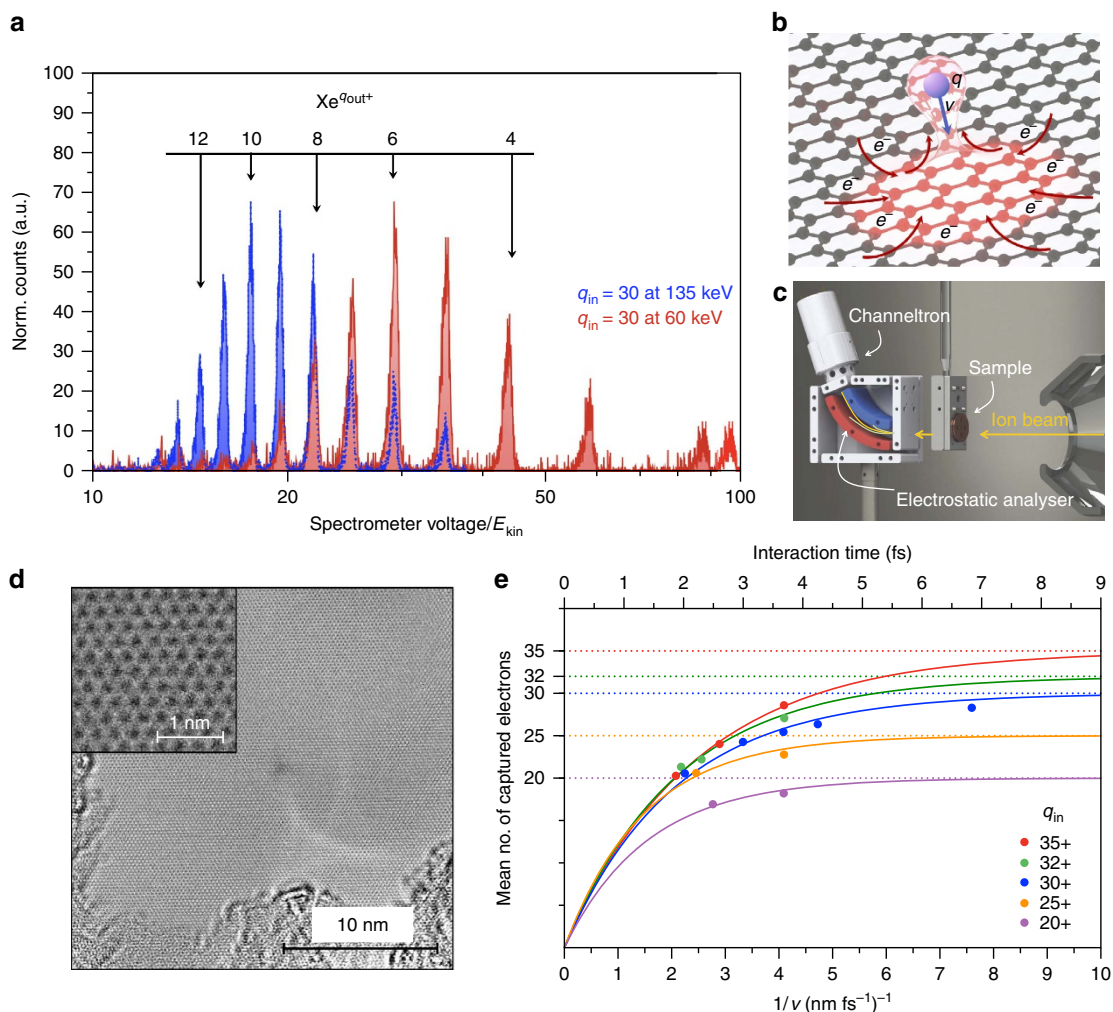 a
Xe^qout+
12 10 8 6 4
100
90
80
70
60
50
40
30
20
10
0
Norm. counts (a.u.)
q_in = 30 at 135 keV
q_in = 30 at 60 keV
10 20 50 100
Spectrometer voltage/E_kin
b
q
v
e–
e–
e–
e–
e–
e–
e–
e–
c
Channeltron
Sample
Ion beam
Electrostatic analyser
d
1 nm
10 nm
e
Interaction time (fs)
0 1 2 3 4 5 6 7 8 9
35
32
30
25
20
Mean no. of captured electrons
q_in
35+
32+
30+
25+
20+
0 1 2 3 4 5 6 7 8 9 10
1/v (nm fs⁻¹)⁻¹